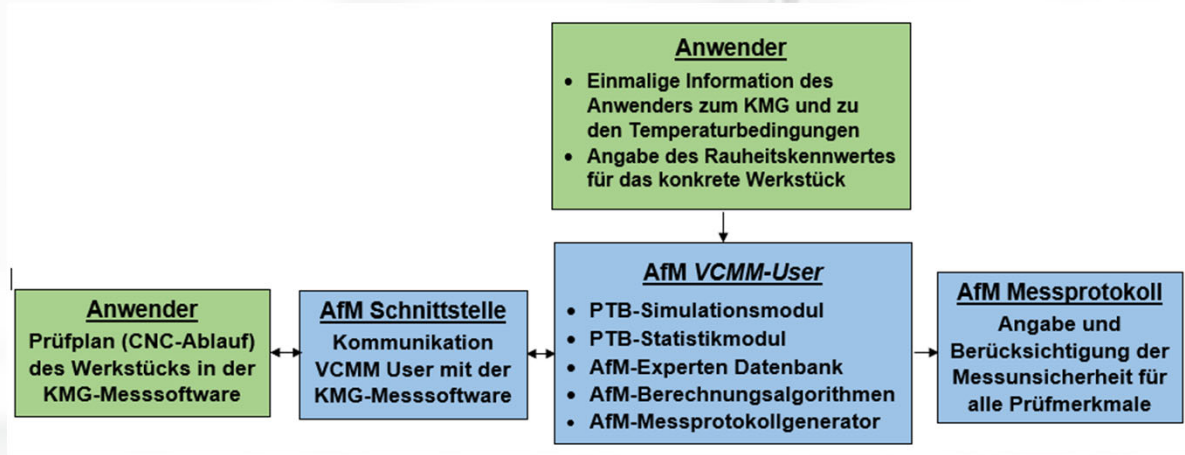 Anwender
• Einmalige Information des
Anwenders zum KMG und zu
den Temperaturbedingungen
• Angabe des Rauheitskennwertes
für das konkrete Werkstück
Anwender
Prüfplan (CNC-Ablauf)
des Werkstücks in der
KMG-Messsoftware
AfM Schnittstelle
Kommunikation
VCMM User mit der
KMG-Messsoftware
AfM VCMM-User
• PTB-Simulationsmodul
• PTB-Statistikmodul
• AfM-Experten Datenbank
• AfM-Berechnungsalgorithmen
• AfM-Messprotokollgenerator
AfM Messprotokoll
Angabe und
Berücksichtigung der
Messunsicherheit für
alle Prüfmerkmale